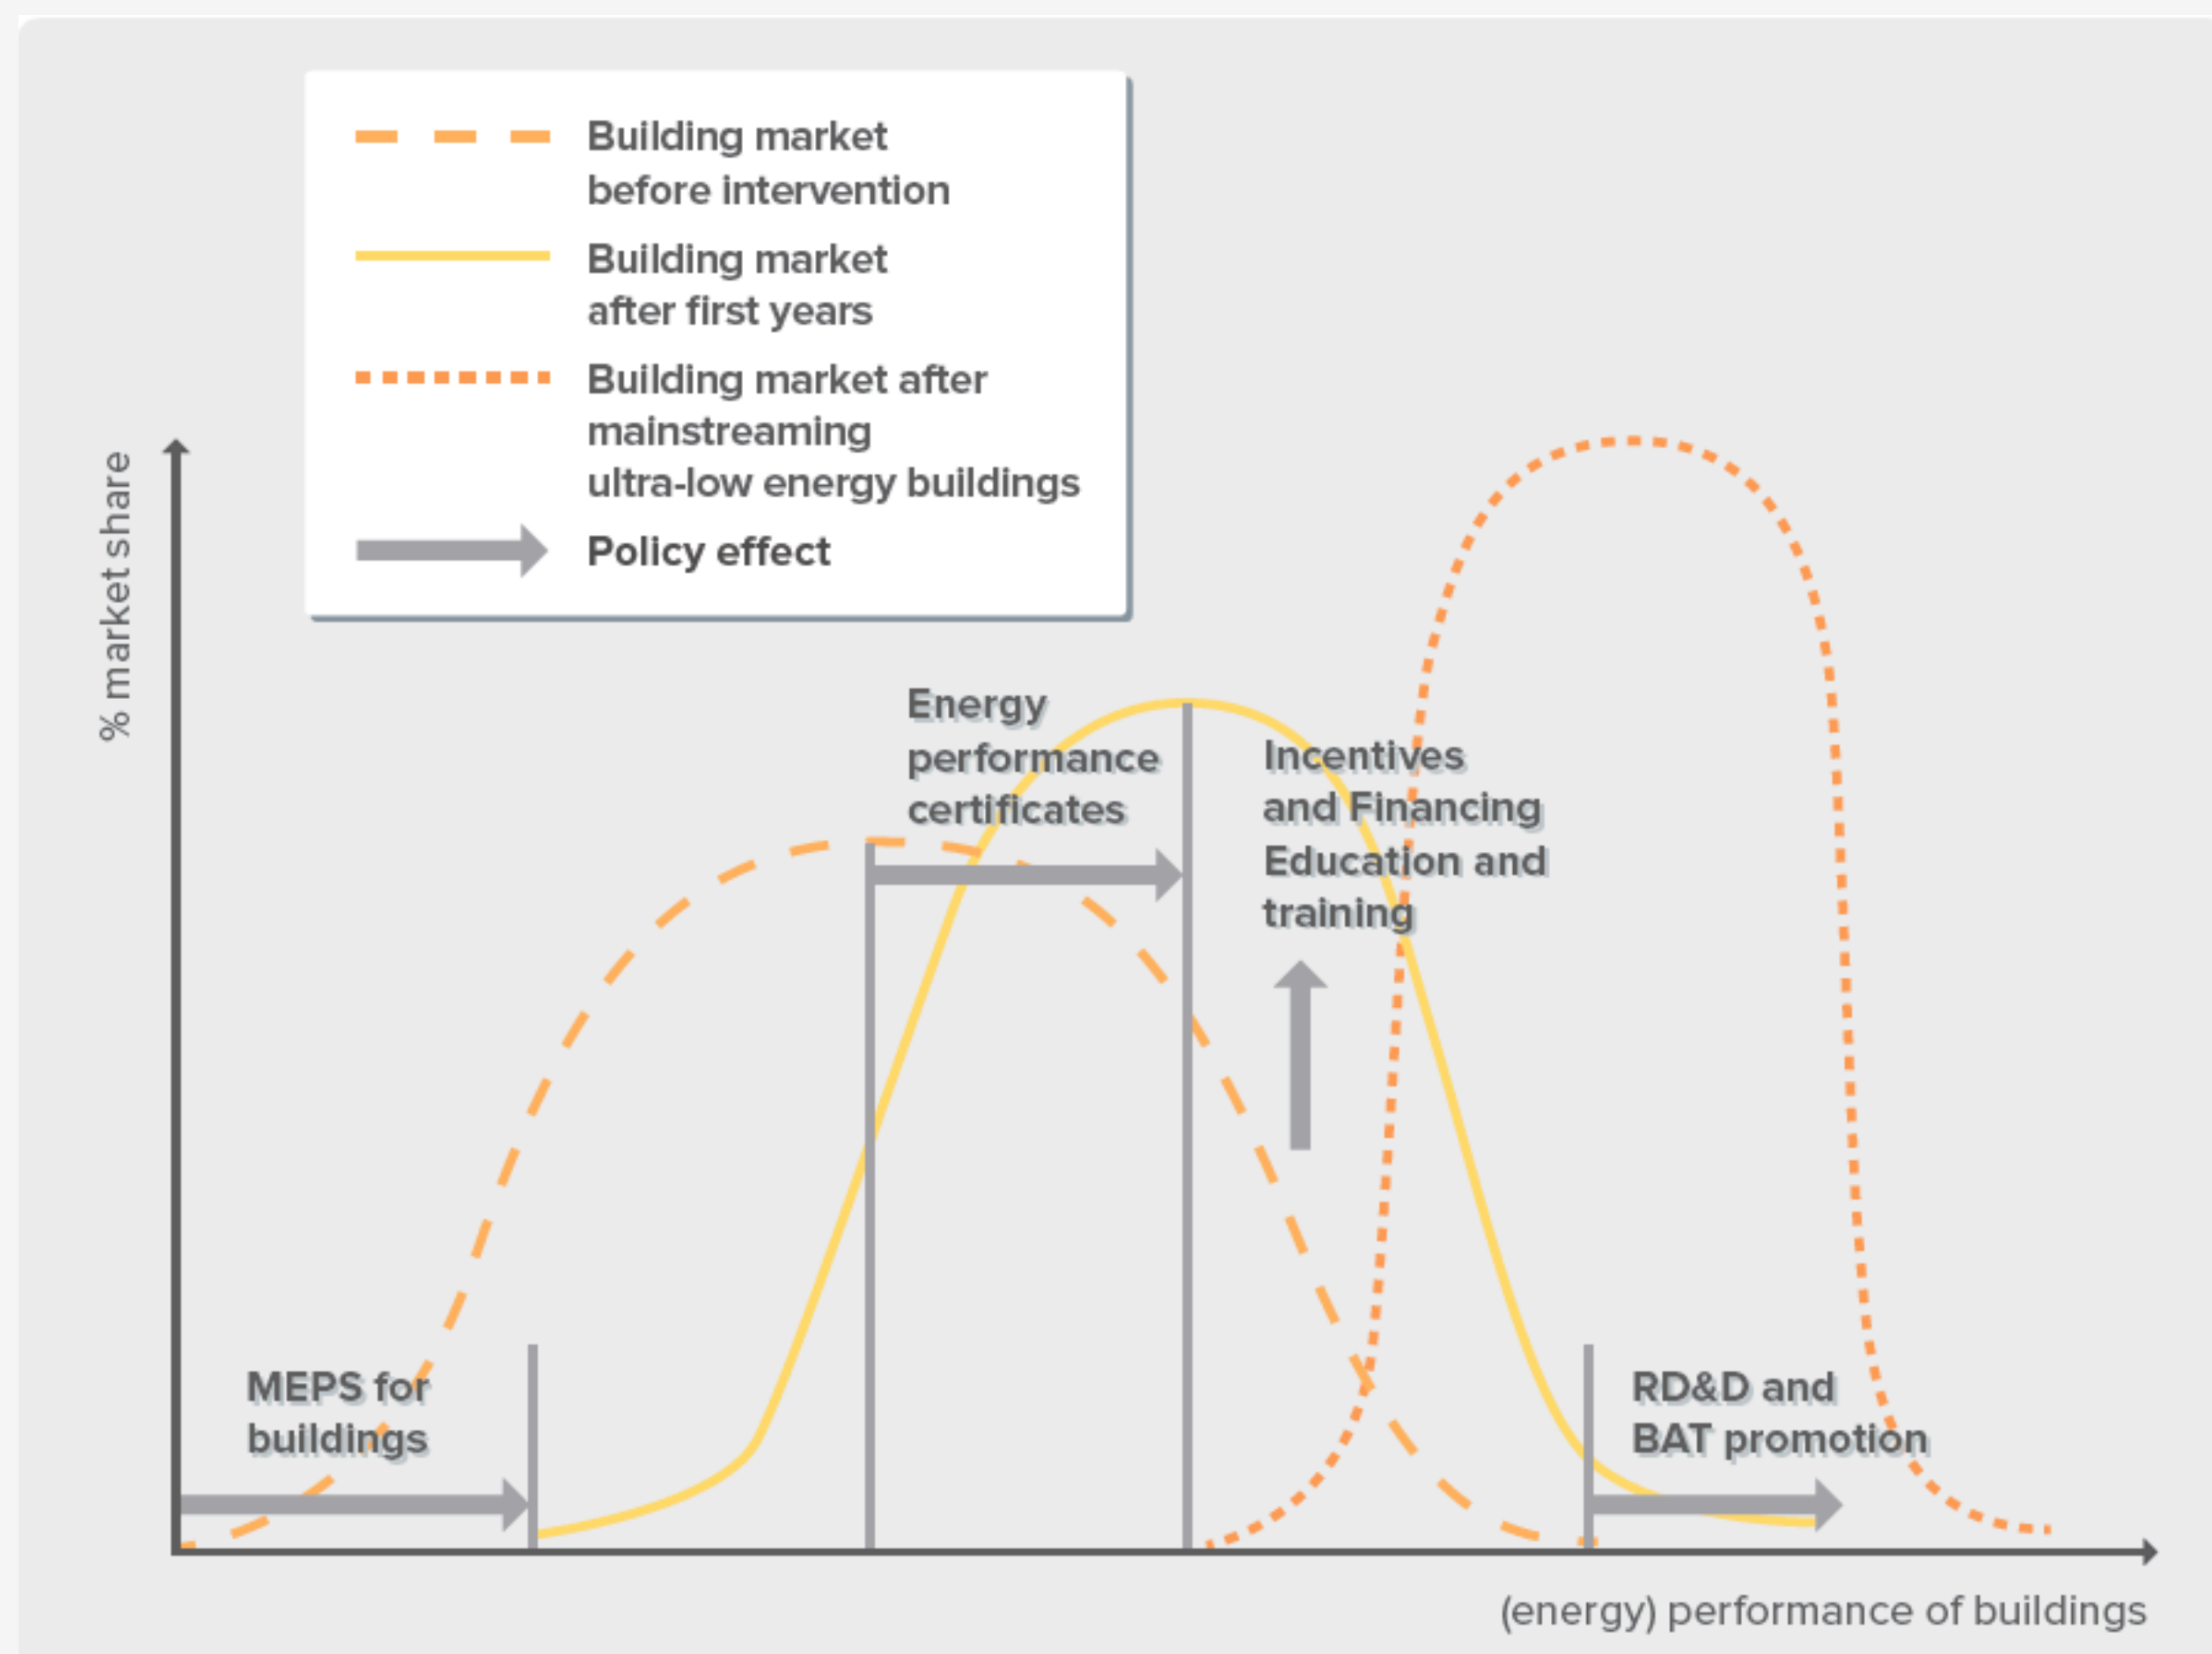 Building market
before intervention
Building market
after first years
Building market after
mainstreaming
ultra-low energy buildings
Policy effect
% market share
Energy
performance
certificates
Incentives
and Financing
Education and
training
MEPS for
buildings
RD&D and
BAT promotion
(energy) performance of buildings